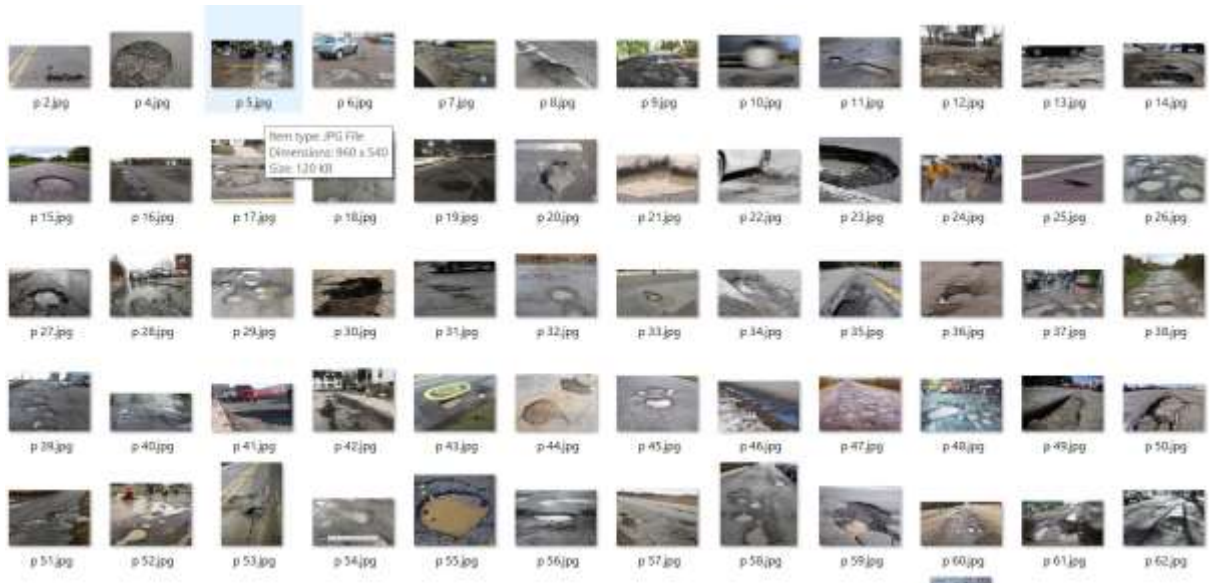 p 2.jpg p 4.jpg p 5.jpg p 6.jpg p 7.jpg p 8.jpg p 9.jpg p 10.jpg p 11.jpg p 12.jpg p 13.jpg p 14.jpg
Item type: JPG File
Dimensions: 960 x 540
Size: 120 KB
p 15.jpg p 16.jpg p 17.jpg p 18.jpg p 19.jpg p 20.jpg p 21.jpg p 22.jpg p 23.jpg p 24.jpg p 25.jpg p 26.jpg
p 27.jpg p 28.jpg p 29.jpg p 30.jpg p 31.jpg p 32.jpg p 33.jpg p 34.jpg p 35.jpg p 36.jpg p 37.jpg p 38.jpg
p 39.jpg p 40.jpg p 41.jpg p 42.jpg p 43.jpg p 44.jpg p 45.jpg p 46.jpg p 47.jpg p 48.jpg p 49.jpg p 50.jpg
p 51.jpg p 52.jpg p 53.jpg p 54.jpg p 55.jpg p 56.jpg p 57.jpg p 58.jpg p 59.jpg p 60.jpg p 61.jpg p 62.jpg